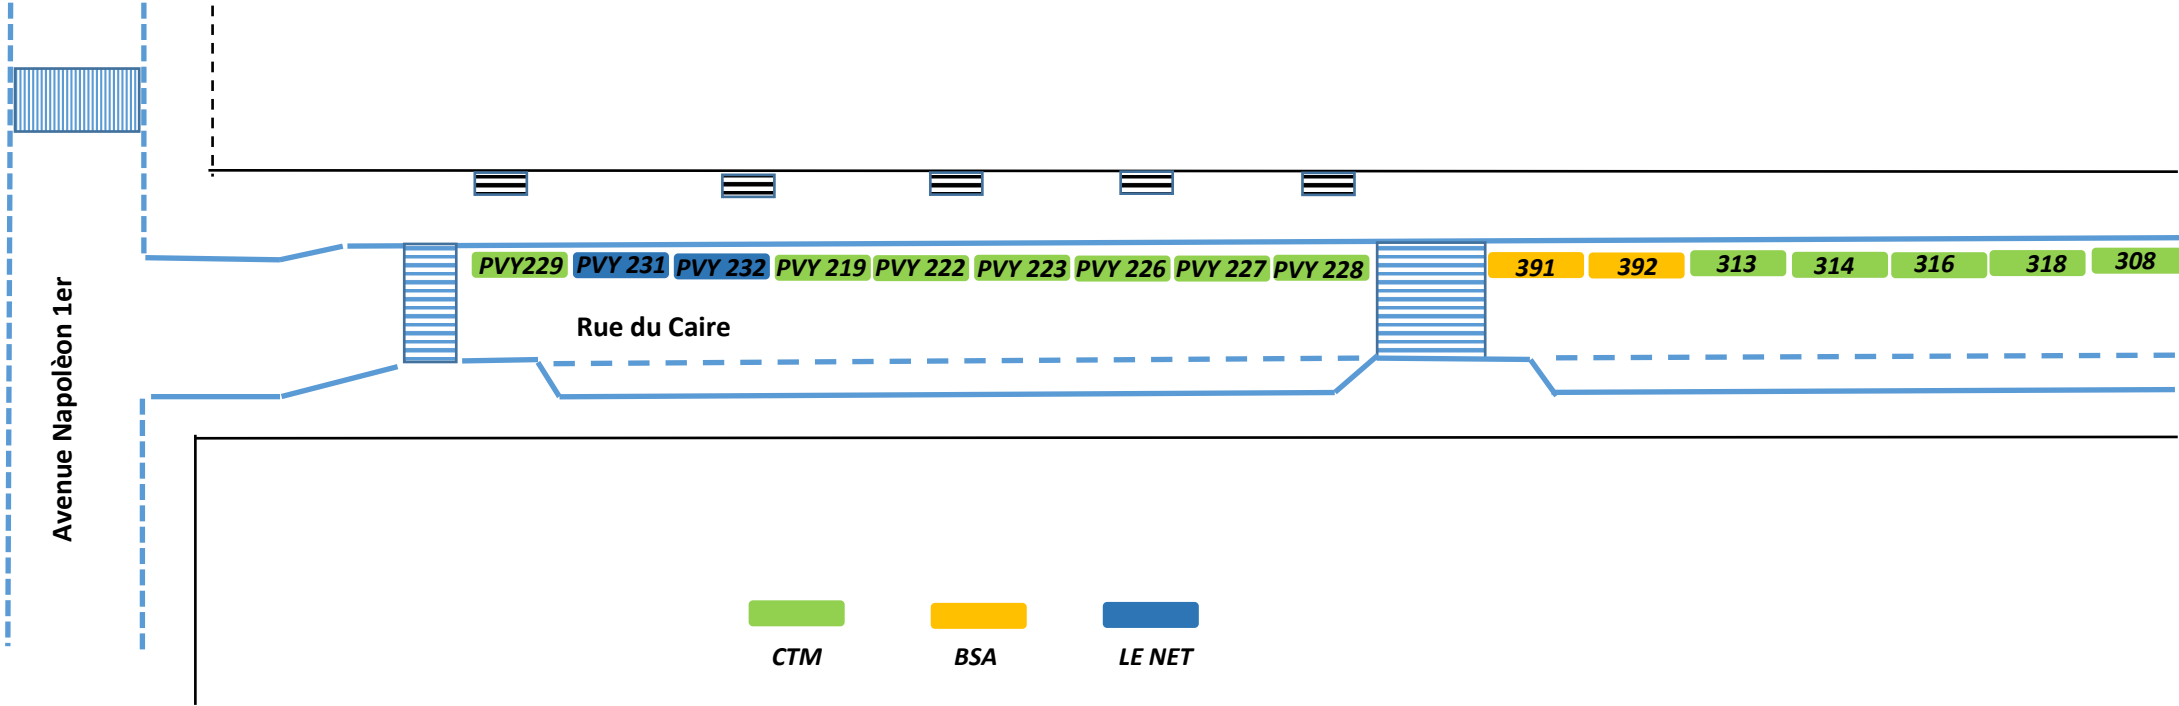 PVY229 PVY 231 PVY 232 PVY 219 PVY 222 PVY 223 PVY 226 PVY 227 PVY 228 391 392 313 314 316 318 308
Rue du Caire
Avenue Napolèon 1er
CTM BSA LE NET